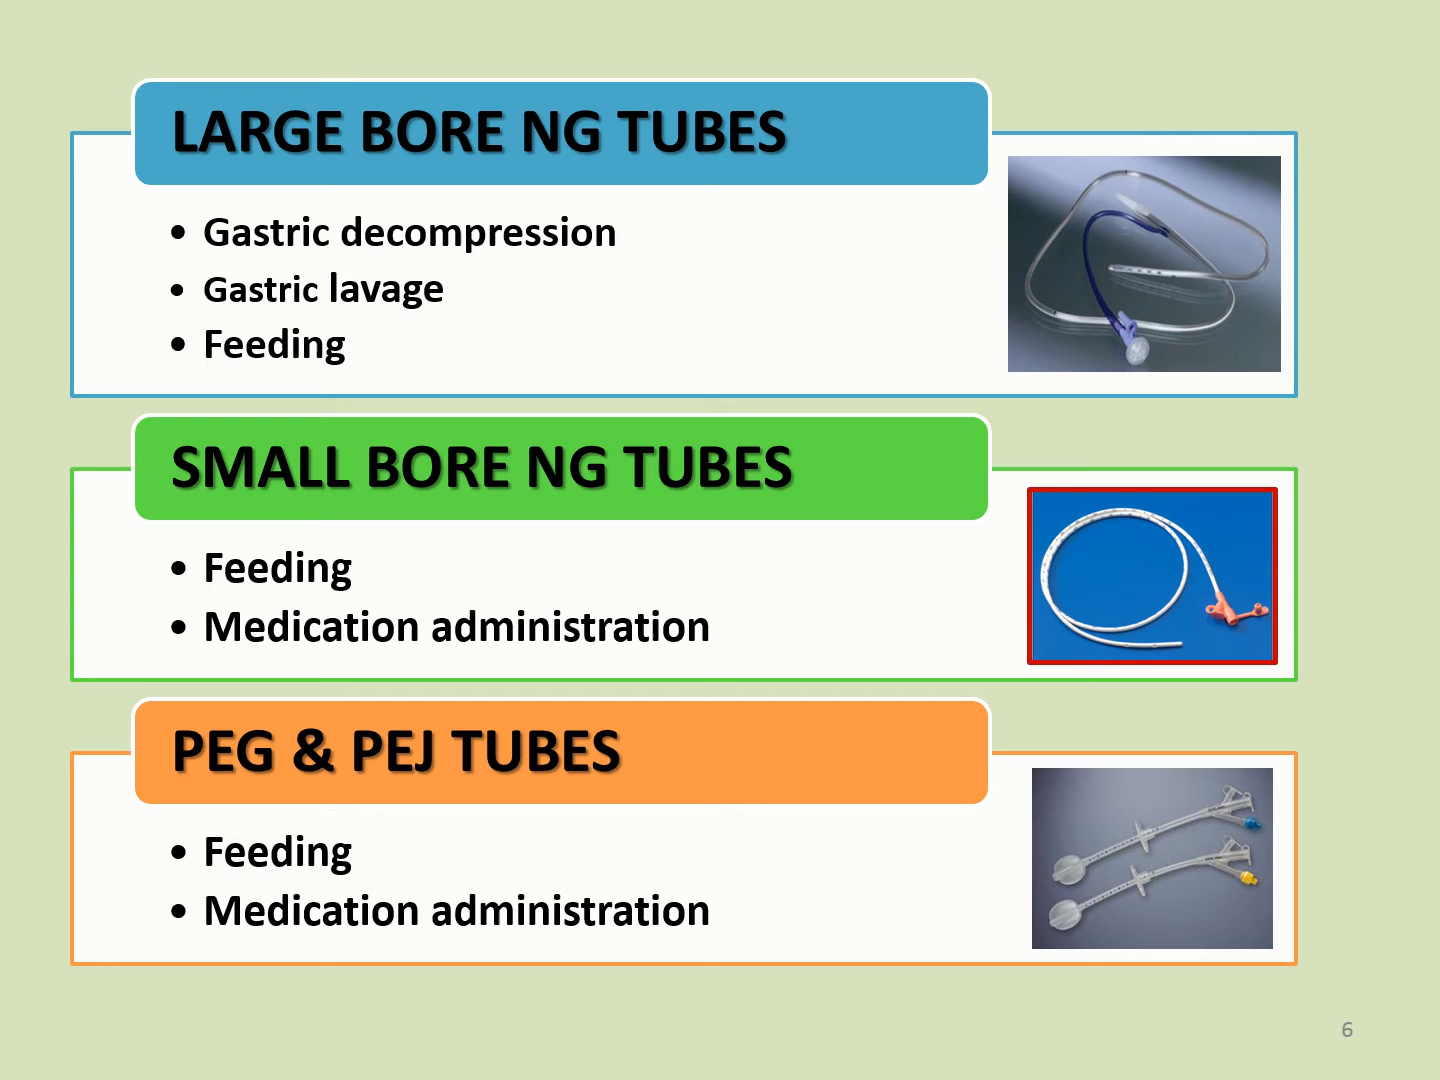 LARGE BORE NG TUBES
• Gastric decompression
• Gastric lavage
• Feeding
SMALL BORE NG TUBES
• Feeding
• Medication administration
PEG & PEJ TUBES
• Feeding
• Medication administration
6